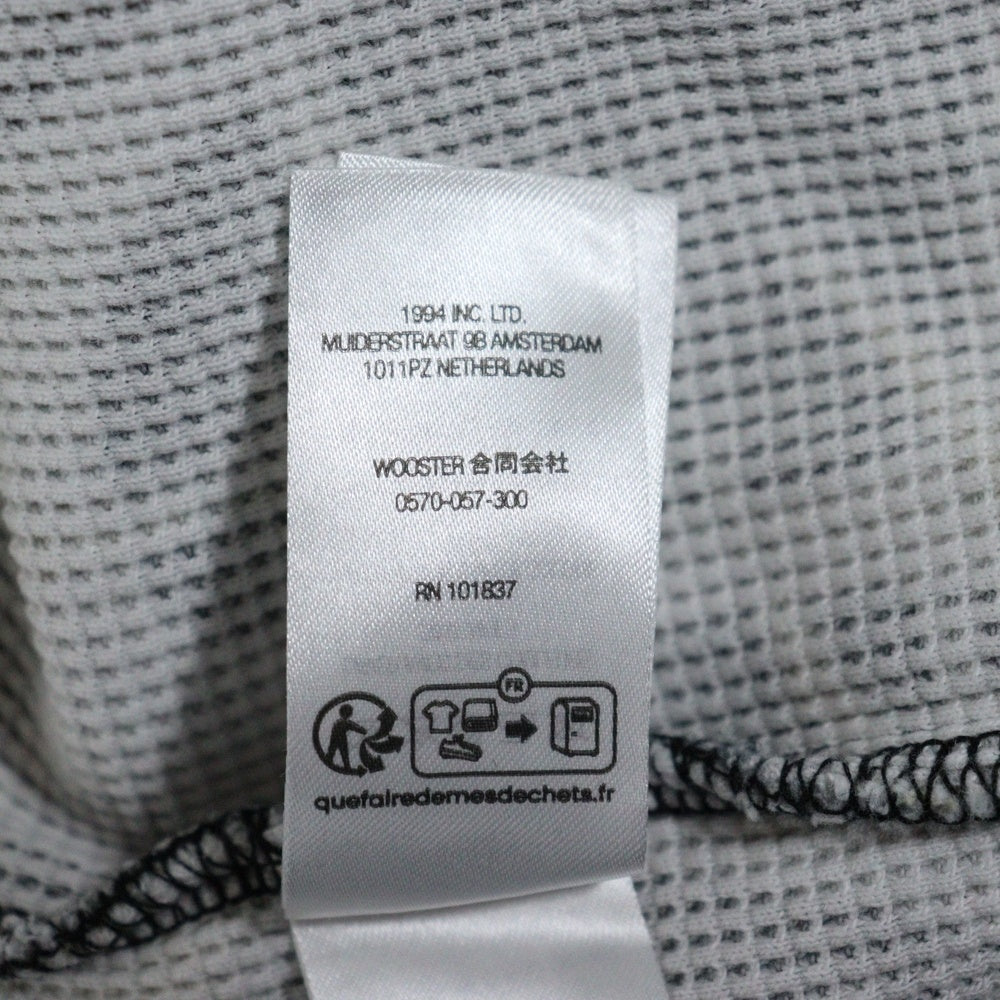 1994 INC. LTD.
MUIDERSTRAAT 9B AMSTERDAM
1011PZ NETHERLANDS
WOOSTER 合同会社
0570-057-300
RN 101837
FR
quefairedemesdechets.fr